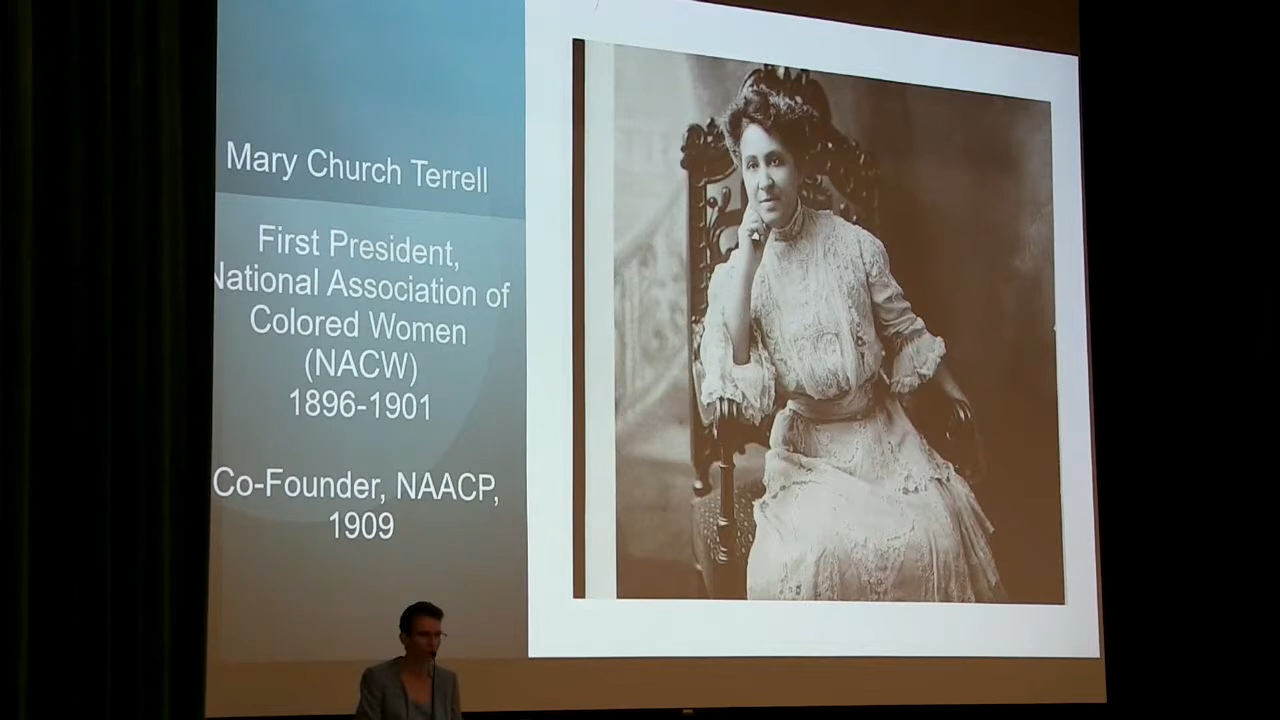 Mary Church Terrell
First President,
National Association of
Colored Women
(NACW)
1896-1901
Co-Founder, NAACP,
1909